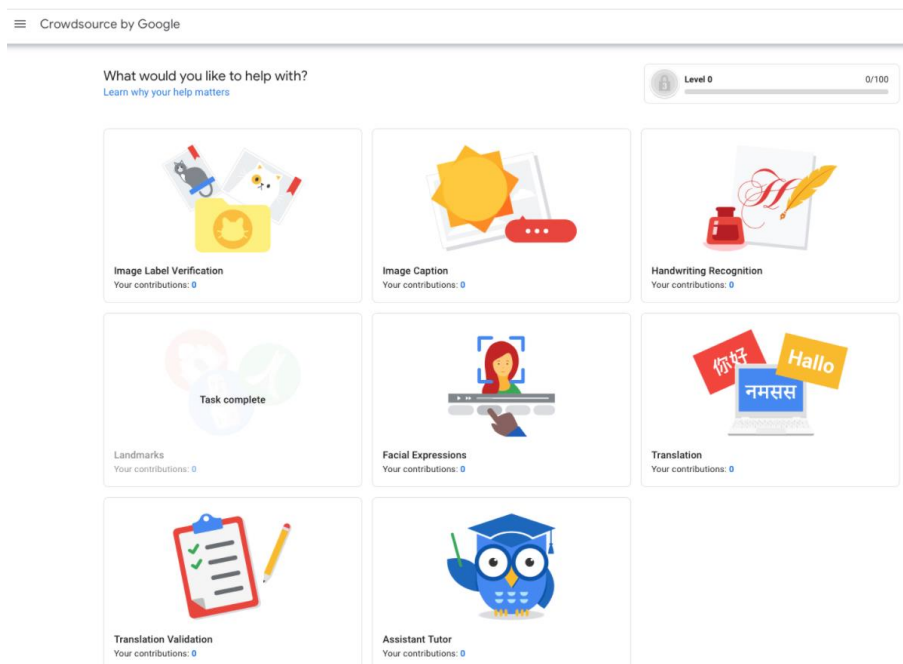 Crowdsource by Google
What would you like to help with?
Learn why your help matters
Level 0 0/100
Image Label Verification
Your contributions: 0
Image Caption
Your contributions: 0
Handwriting Recognition
Your contributions: 0
Task complete
Landmarks
Your contributions: 0
Facial Expressions
Your contributions: 0
你好
Hallo
नमसस
Translation
Your contributions: 0
Translation Validation
Your contributions: 0
Assistant Tutor
Your contributions: 0